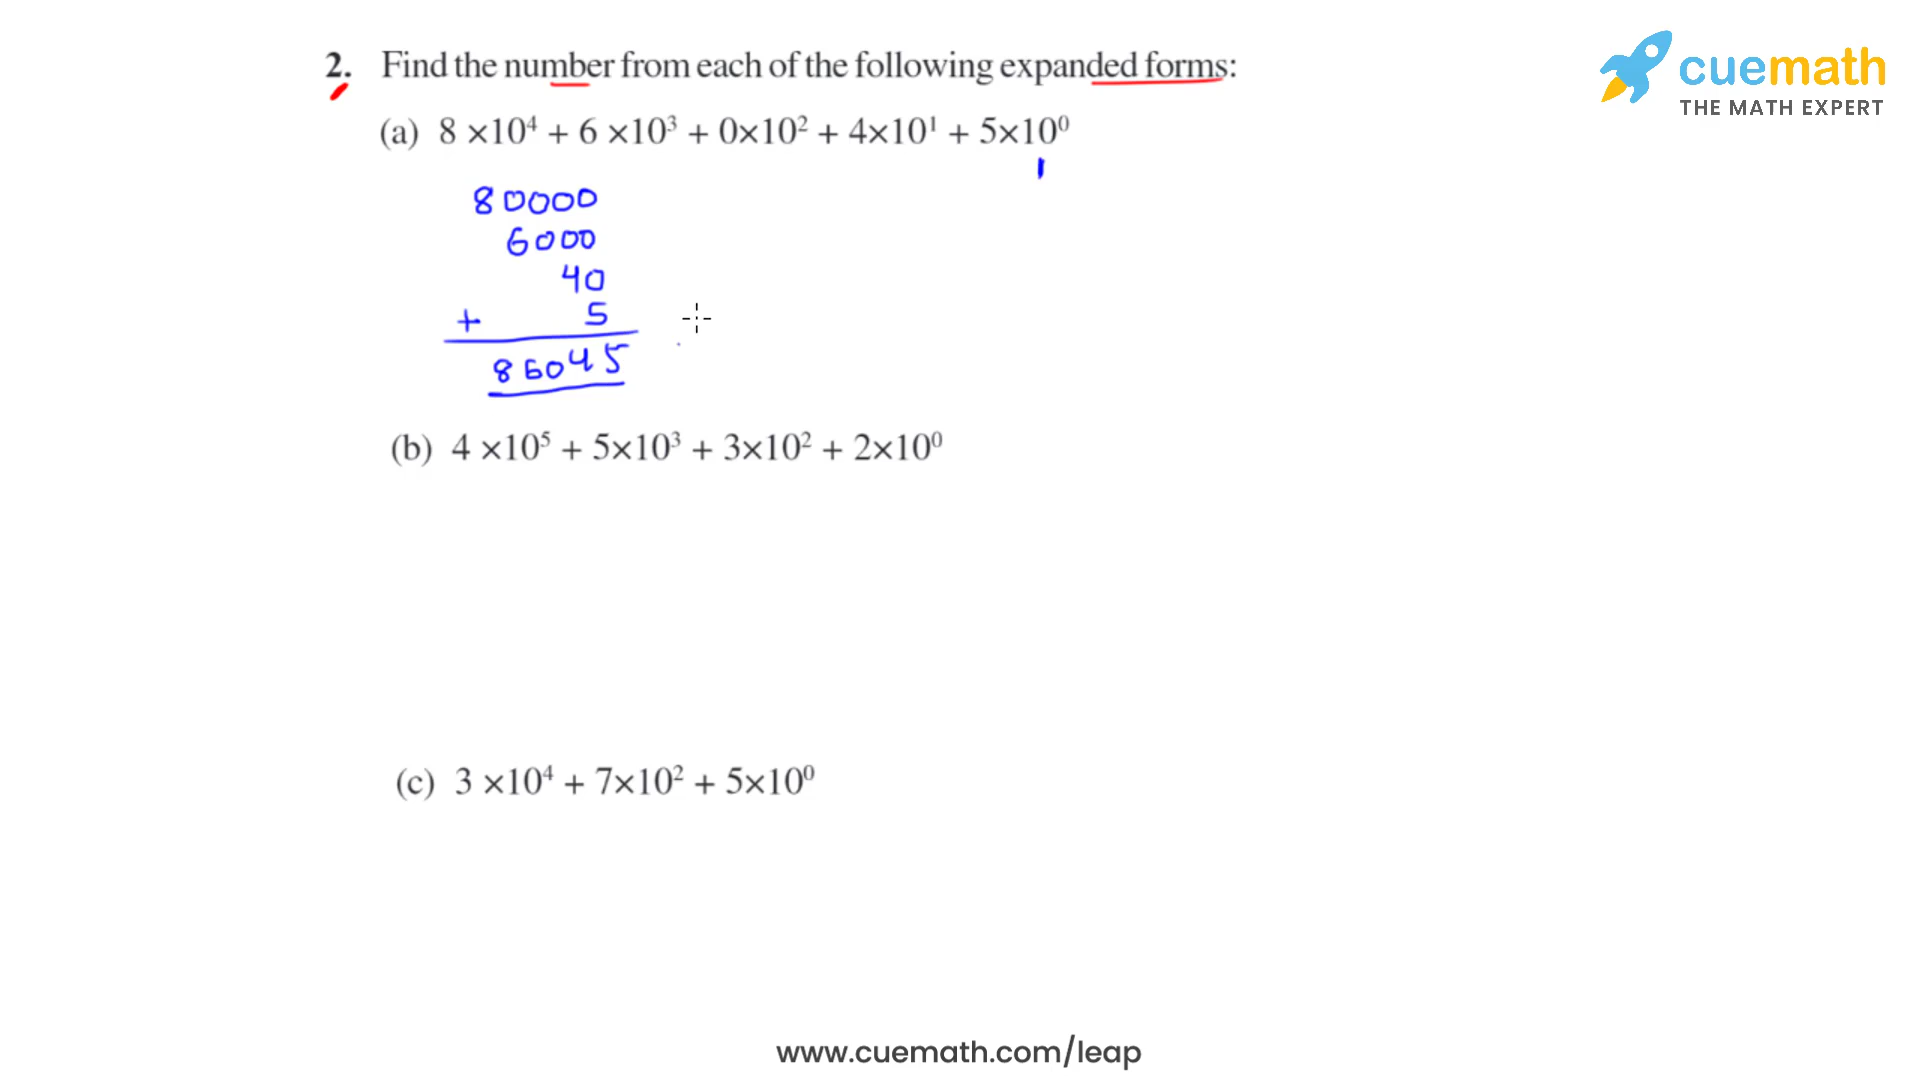 2. Find the number from each of the following expanded forms:
cuemath
THE MATH EXPERT
(a) 8 ×10⁴ + 6 ×10³ + 0×10² + 4×10¹ + 5×10⁰
1
80000
6000
40
+ 5
86045
(b) 4 ×10⁵ + 5×10³ + 3×10² + 2×10⁰
(c) 3 ×10⁴ + 7×10² + 5×10⁰
www.cuemath.com/leap